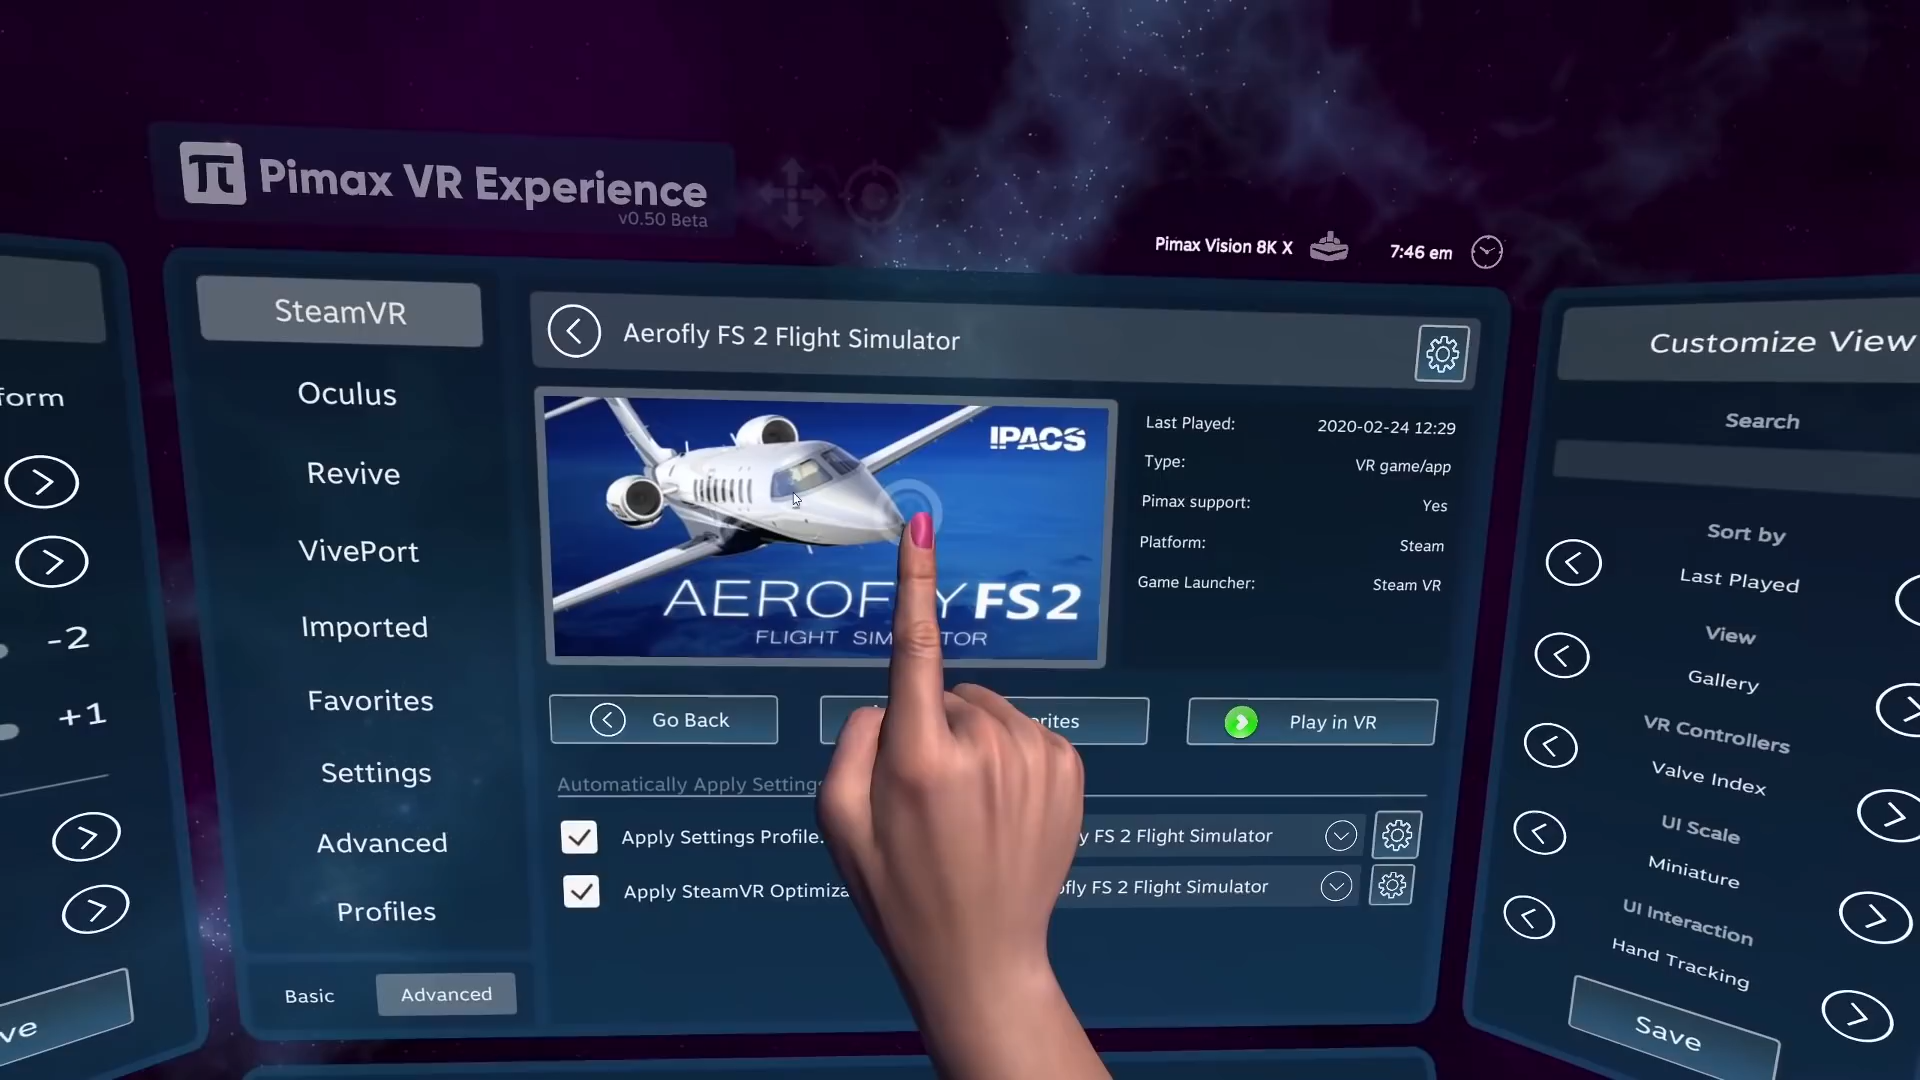 Pimax VR Experience
v0.50 Beta
Pimax Vision 8K X
7:46 em
SteamVR
Oculus
Revive
VivePort
Imported
Favorites
Settings
Advanced
Profiles
Basic
Advanced
Aerofly FS 2 Flight Simulator
IPACS
AEROF Y FS2
FLIGHT SIM TOR
Last Played: 2020-02-24 12:29
Type: VR game/app
Pimax support: Yes
Platform: Steam
Game Launcher: Steam VR
Go Back
rites
Play in VR
Automatically Apply Settings
Apply Settings Profile. y FS 2 Flight Simulator
Apply SteamVR Optimiza ofly FS 2 Flight Simulator
form
-2
+1
ve
Customize View
Search
Sort by
Last Played
View
Gallery
VR Controllers
Valve Index
UI Scale
Miniature
UI Interaction
Hand Tracking
Save